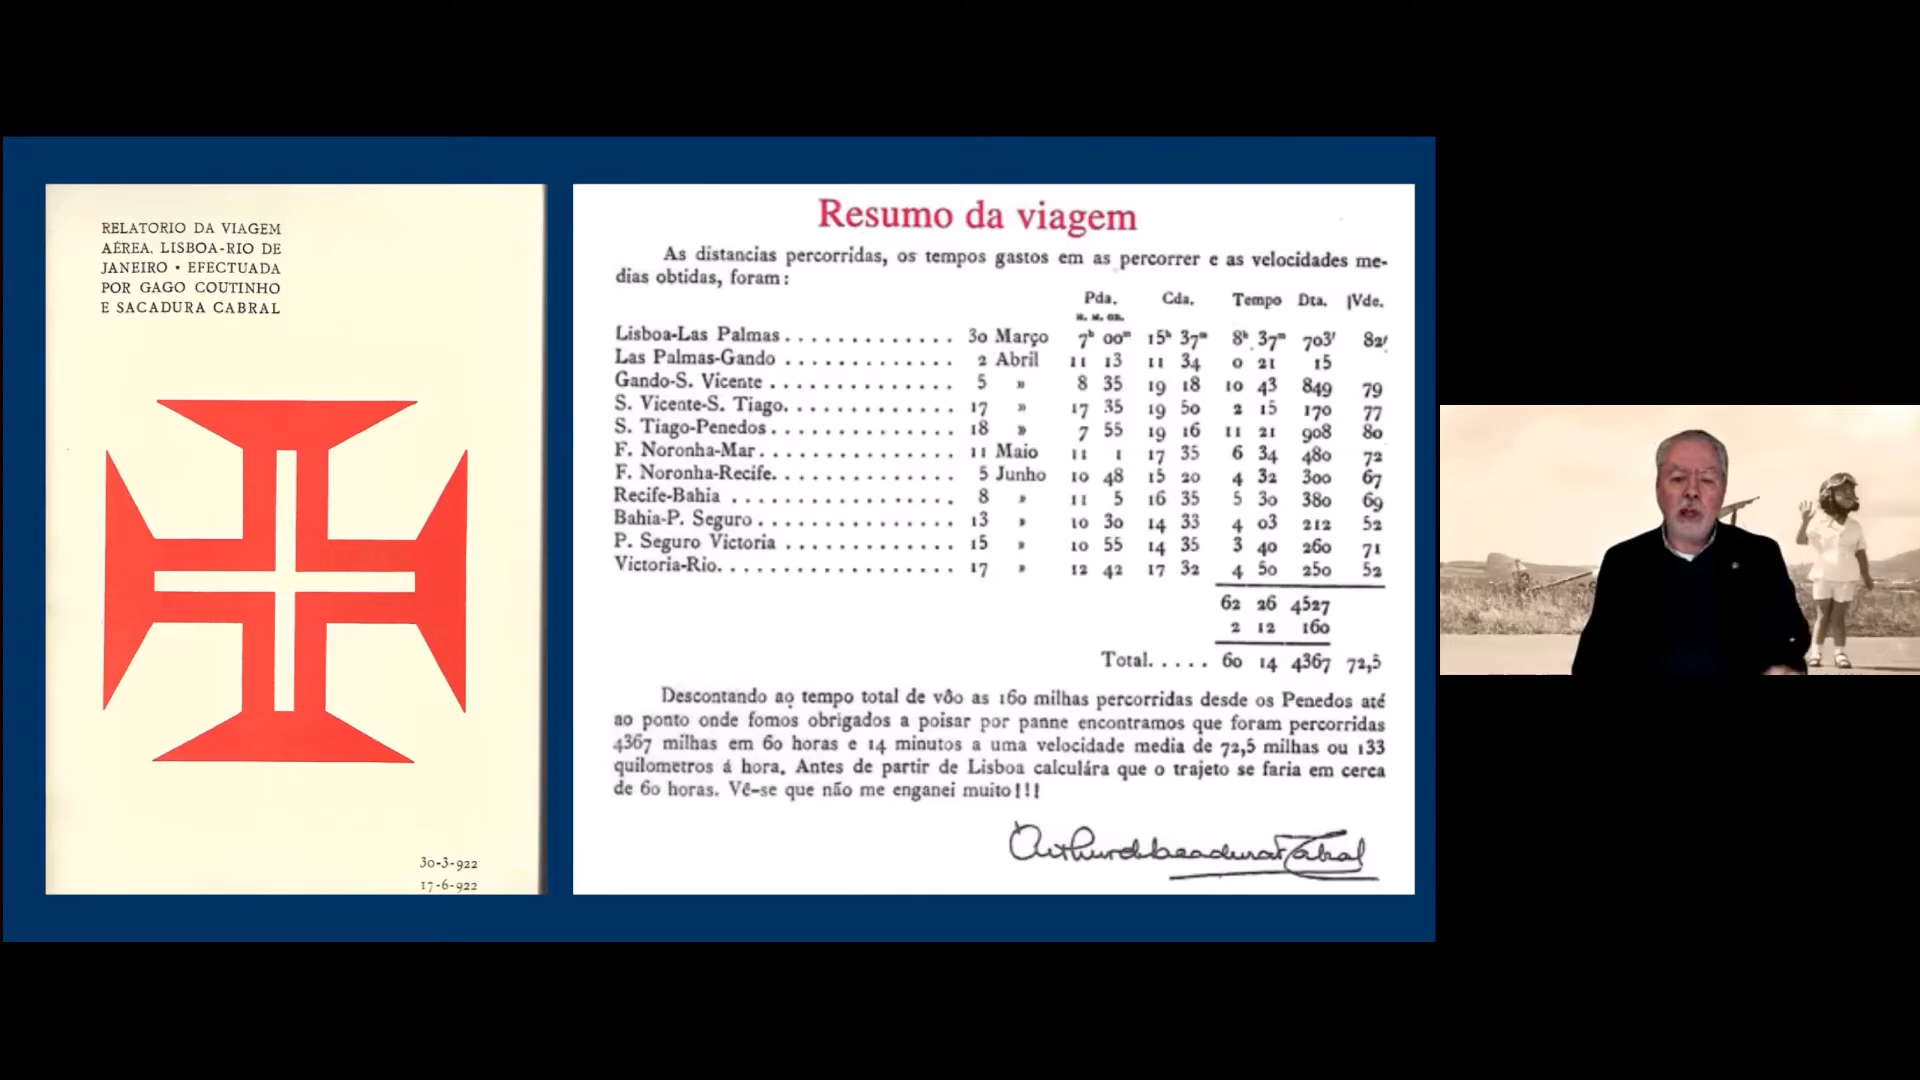 RELATORIO DA VIAGEM
AÉREA. LISBOA-RIO DE
JANEIRO • EFECTUADA
POR GAGO COUTINHO
E SACADURA CABRAL
30-3-922
17-6-922
Resumo da viagem
As distancias percorridas, os tempos gastos em as percorrer e as velocidades me-
dias obtidas, foram:
Pda. Cda. Tempo Dta. |Vde.
Lisboa-Las Palmas . . . . . . . . . . . . . 30 Março 7ʰ 00ᵐ 15ʰ 37ᵐ 8ʰ 37ᵐ 703' 82'
Las Palmas-Gando . . . . . . . . . . . . . 2 Abril 11 13 11 34 0 21 15
Gando-S. Vicente . . . . . . . . . . . . . . 5 » 8 35 19 18 10 43 849 79
S. Vicente-S. Tiago. . . . . . . . . . . . . 17 » 17 35 19 50 2 15 170 77
S. Tiago-Penedos. . . . . . . . . . . . . . 18 » 7 55 19 16 11 21 908 80
F. Noronha-Mar. . . . . . . . . . . . . . . 11 Maio 11 1 17 35 6 34 480 72
F. Noronha-Recife. . . . . . . . . . . . . . 5 Junho 10 48 15 20 4 32 300 67
Recife-Bahia . . . . . . . . . . . . . . . . . 8 » 11 5 16 35 5 30 380 69
Bahia-P. Seguro . . . . . . . . . . . . . . . 13 » 10 30 14 33 4 03 212 52
P. Seguro Victoria . . . . . . . . . . . . . 15 » 10 55 14 35 3 40 260 71
Victoria-Rio. . . . . . . . . . . . . . . . . . 17 » 12 42 17 32 4 50 250 52
62 26 4527
2 12 160
Total. . . . . 60 14 4367 72,5
Descontando ao tempo total de vôo as 160 milhas percorridas desde os Penedos até
ao ponto onde fomos obrigados a poisar por panne encontramos que foram percorridas
4367 milhas em 60 horas e 14 minutos a uma velocidade media de 72,5 milhas ou 133
quilometros á hora. Antes de partir de Lisboa calculára que o trajeto se faria em cerca
de 60 horas. Vê-se que não me enganei muito!!!